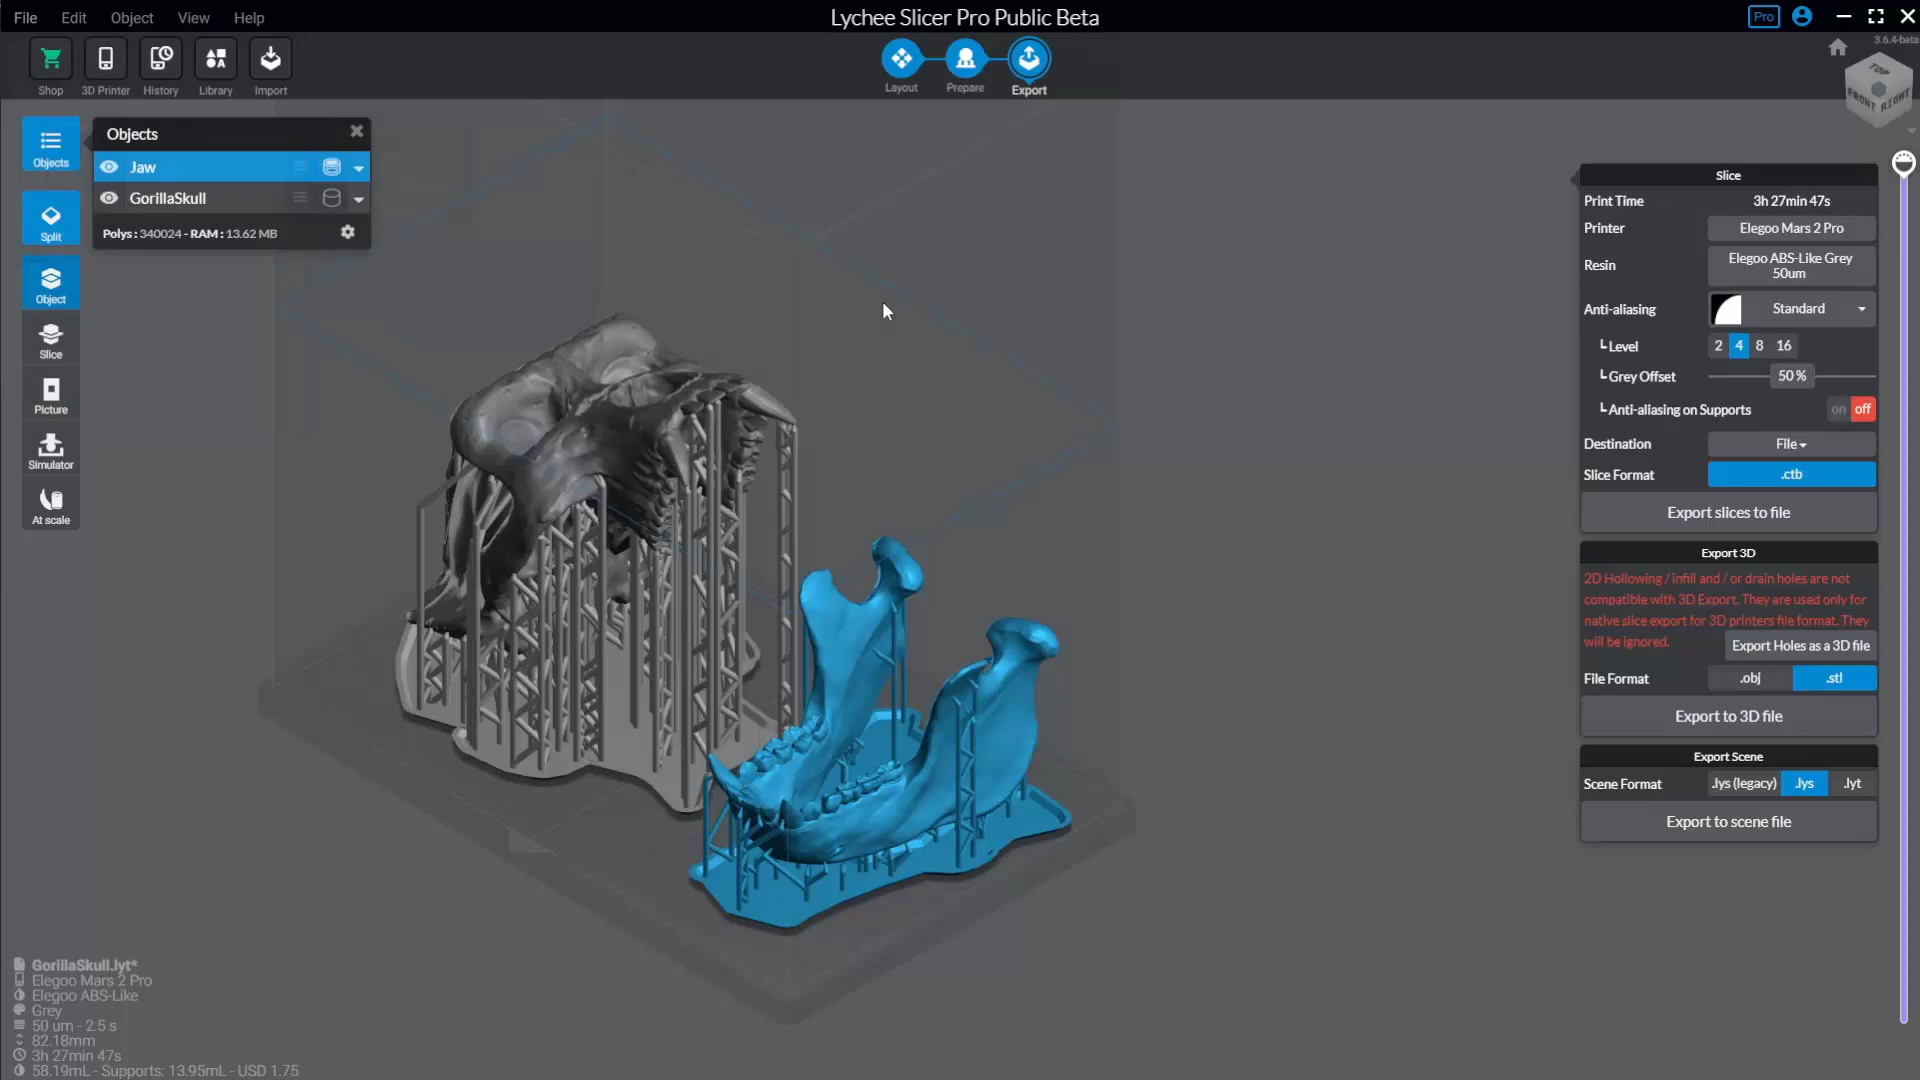 File Edit Object View Help
Lychee Slicer Pro Public Beta
Pro
3.6.4-beta
Shop 3D Printer History Library Import
Layout Prepare Export
TOP
FRONT RIGHT
Objects
Objects
Jaw
GorillaSkull
Polys : 340024 - RAM : 13.62 MB
Split
Object
Slice
Picture
Simulator
At scale
Slice
Print Time 3h 27min 47s
Printer Elegoo Mars 2 Pro
Resin Elegoo ABS-Like Grey
50um
Anti-aliasing Standard
Level 2 4 8 16
Grey Offset 50 %
Anti-aliasing on Supports on off
Destination File
Slice Format .ctb
Export slices to file
Export 3D
2D Hollowing / infill and / or drain holes are not
compatible with 3D Export. They are used only for
native slice export for 3D printers file format. They
will be ignored.
Export Holes as a 3D file
File Format .obj .stl
Export to 3D file
Export Scene
Scene Format .lys (legacy) .lys .lyt
Export to scene file
GorillaSkull.lyt*
Elegoo Mars 2 Pro
Elegoo ABS-Like
Grey
50 um - 2.5 s
82.18mm
3h 27min 47s
58.19mL - Supports: 13.95mL - USD 1.75